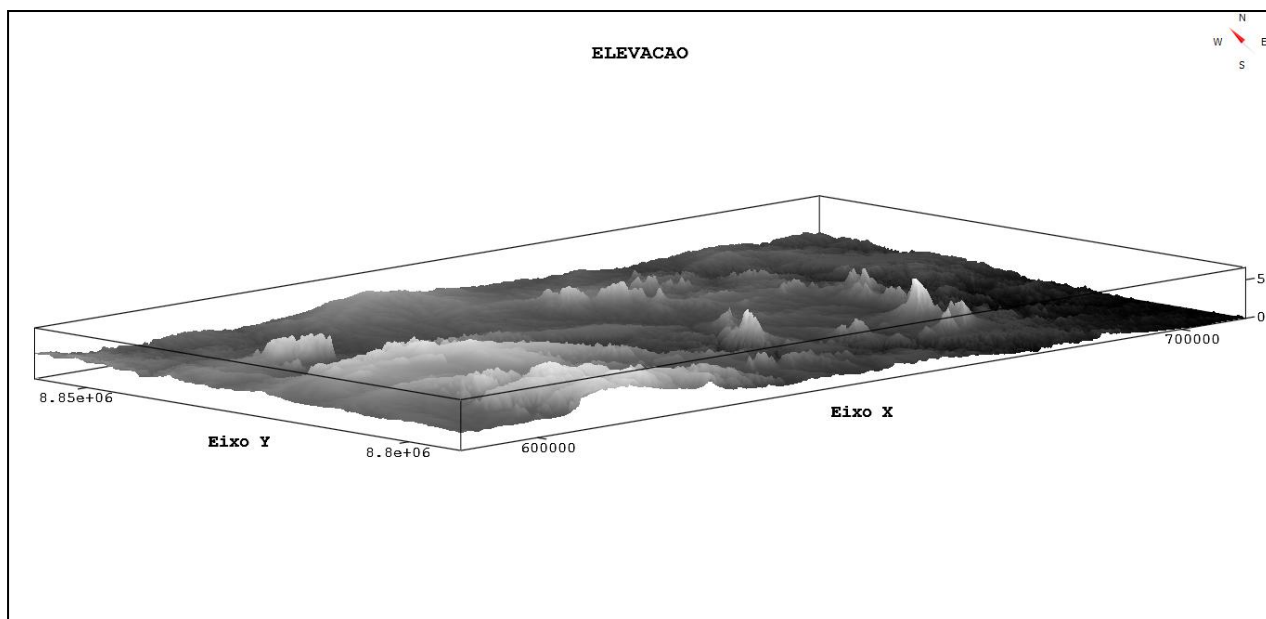 N
W
E
S
ELEVACAO
5
0
700000
8.85e+06
Eixo X
Eixo Y
600000
8.8e+06